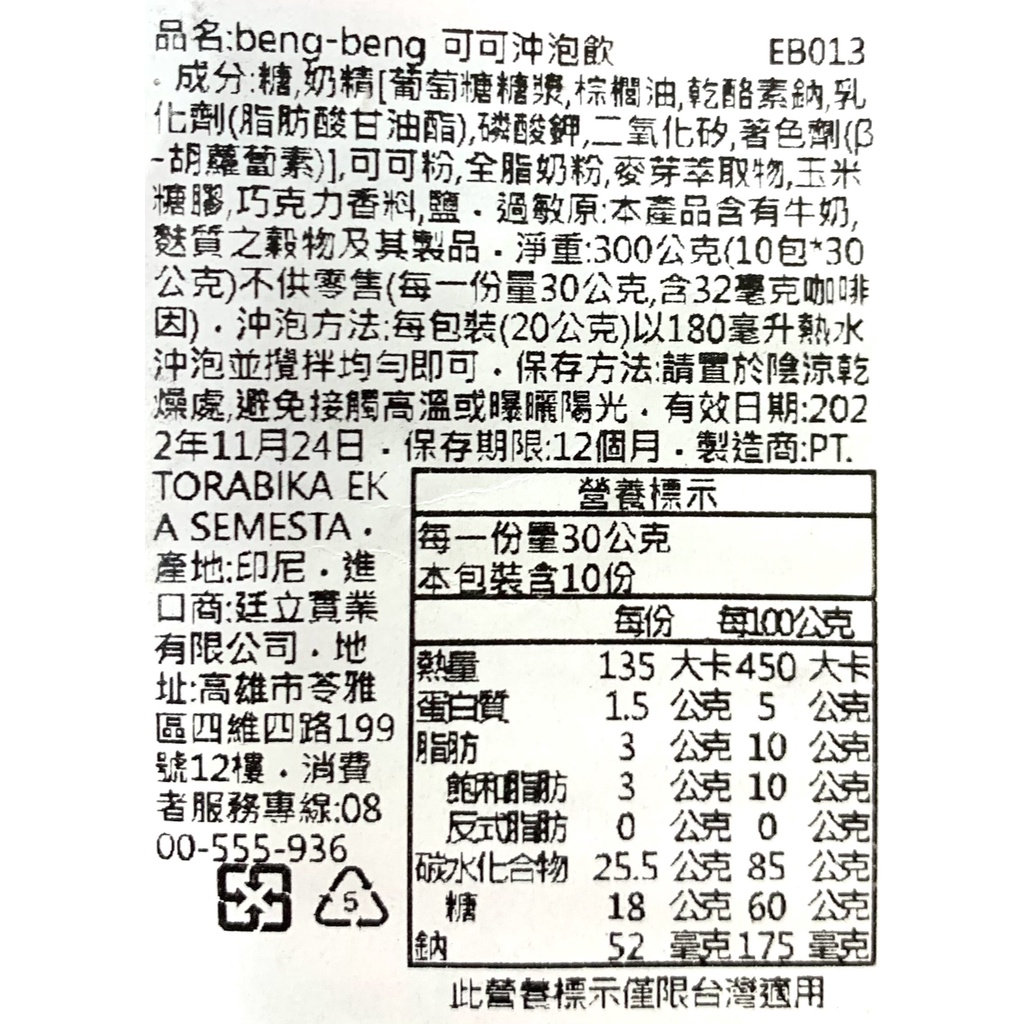 品名:beng-beng 可可沖泡飲 EB013
．成分:糖,奶精[葡萄糖糖漿,棕櫚油,乾酪素鈉,乳
化劑(脂肪酸甘油酯),磷酸鉀,二氧化矽,著色劑(β
-胡蘿蔔素)],可可粉,全脂奶粉,麥芽萃取物,玉米
糖膠,巧克力香料,鹽．過敏原:本產品含有牛奶,
麩質之穀物及其製品．淨重:300公克(10包*30
公克)不供零售(每一份量30公克,含32毫克咖啡
因)．沖泡方法:每包裝(20公克)以180毫升熱水
沖泡並攪拌均勻即可．保存方法:請置於陰涼乾
燥處,避免接觸高溫或曝曬陽光．有效日期:202
2年11月24日．保存期限:12個月．製造商:PT.
TORABIKA EK
A SEMESTA．
產地:印尼．進
口商:廷立實業
有限公司．地
址:高雄市苓雅
區四維四路199
號12樓．消費
者服務專線:08
00-555-936
5
營養標示
每一份量30公克
本包裝含10份
每份 每100公克
熱量 135 大卡 450 大卡
蛋白質 1.5 公克 5 公克
脂肪 3 公克 10 公克
飽和脂肪 3 公克 10 公克
反式脂肪 0 公克 0 公克
碳水化合物 25.5 公克 85 公克
糖 18 公克 60 公克
鈉 52 毫克 175 毫克
此營養標示僅限台灣適用